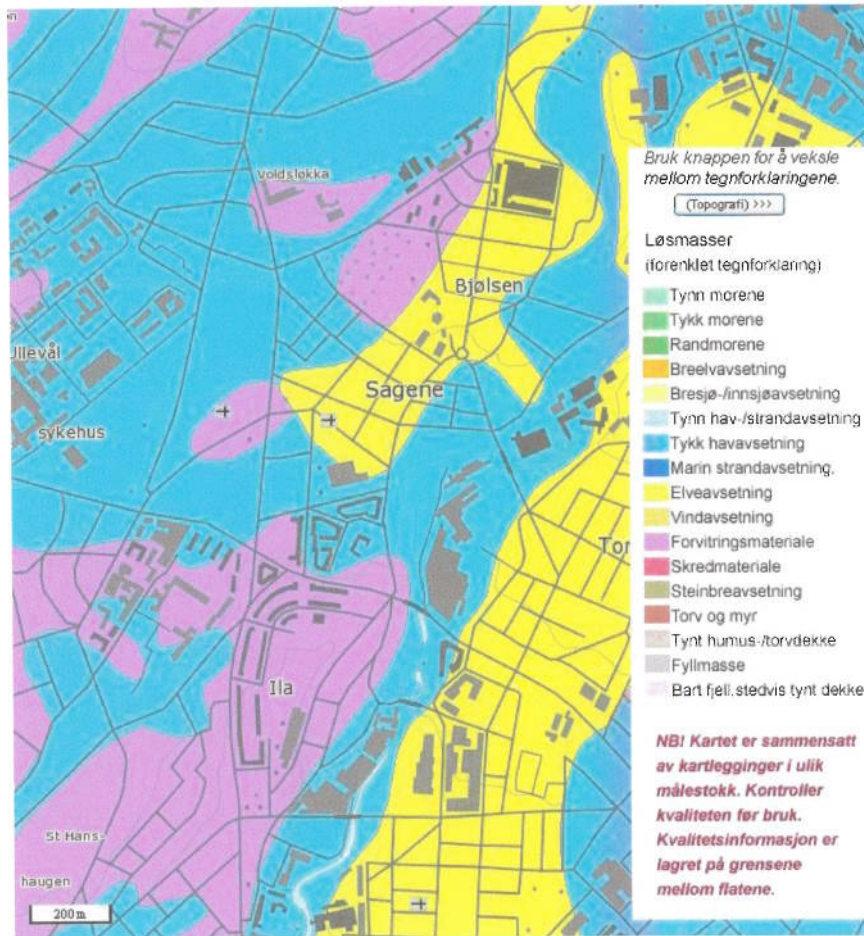 Voldsløkka
Bjølsen
Ullevål
Sagene
sykehus
Tor
Ila
St.Hans-
haugen
200m
Bruk knappen for å veksle
mellom tegnforklaringene.
(Topografi) >>>
Løsmasser
(forenklet tegnforklaring)
Tynn morene
Tykk morene
Randmorene
Breelvavsetning
Bresjø-/innsjøavsetning
Tynn hav-/strandavsetning
Tykk havavsetning
Marin strandavsetning,
Elveavsetning
Vindavsetning
Forvitringsmateriale
Skredmateriale
Steinbreavsetning
Torv og myr
Tynt humus-/torvdekke
Fyllmasse
Bart fjell,stedvis tynt dekke
NB! Kartet er sammensatt
av kartlegginger i ulik
målestokk. Kontroller
kvaliteten før bruk.
Kvalitetsinformasjon er
lagret på grensene
mellom flatene.